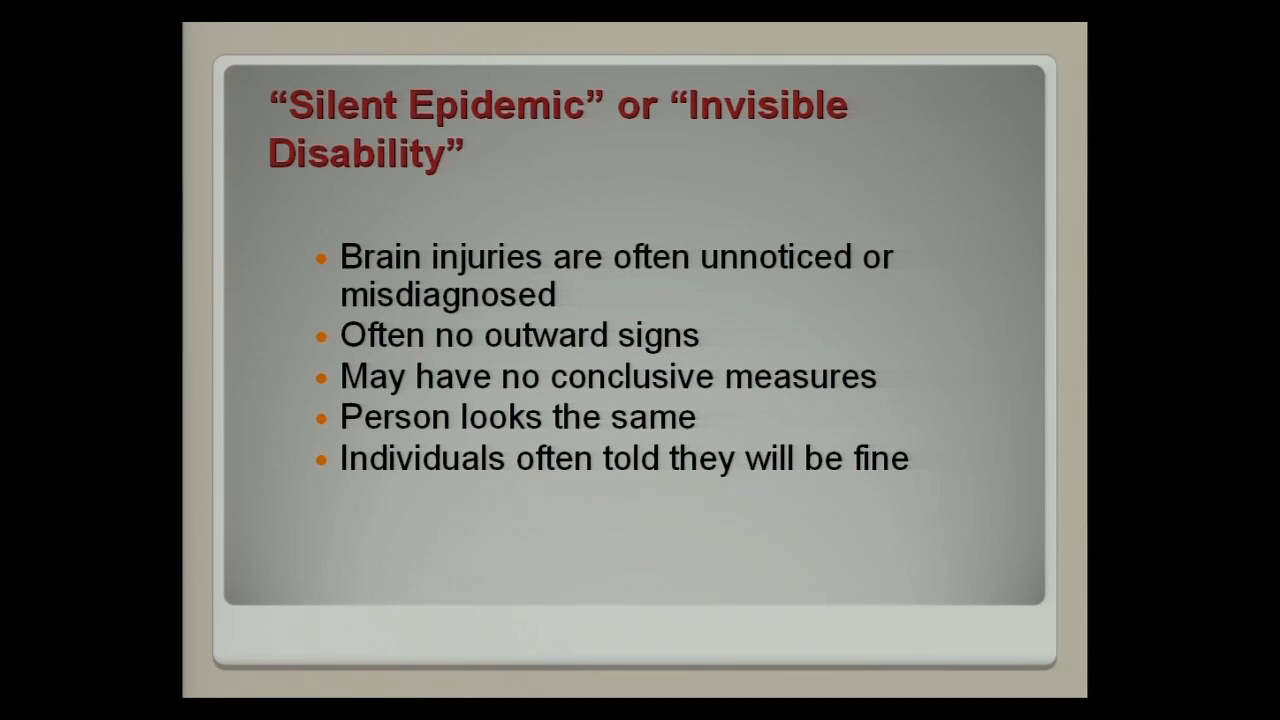 “Silent Epidemic” or “Invisible
Disability”
• Brain injuries are often unnoticed or
misdiagnosed
• Often no outward signs
• May have no conclusive measures
• Person looks the same
• Individuals often told they will be fine